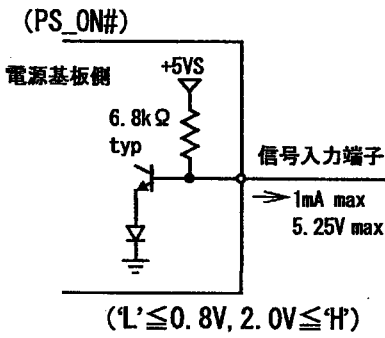 (PS_ON#)
電源基板側
+5VS
6.8kΩ
typ
信号入力端子
1mA max
5.25V max
(‘L’≦0.8V, 2.0V≦‘H’)